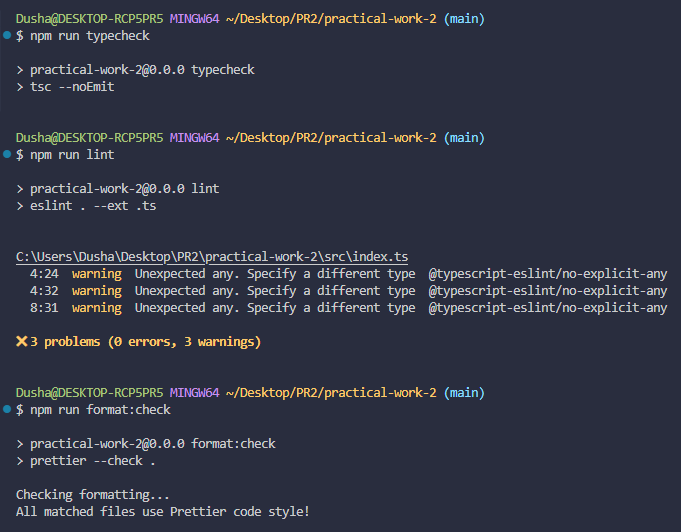 Dusha@DESKTOP-RCP5PR5 MINGW64 ~/Desktop/PR2/practical-work-2 (main)
$ npm run typecheck
> practical-work-2@0.0.0 typecheck
> tsc --noEmit
Dusha@DESKTOP-RCP5PR5 MINGW64 ~/Desktop/PR2/practical-work-2 (main)
$ npm run lint
> practical-work-2@0.0.0 lint
> eslint . --ext .ts
C:\Users\Dusha\Desktop\PR2\practical-work-2\src\index.ts
4:24 warning Unexpected any. Specify a different type @typescript-eslint/no-explicit-any
4:32 warning Unexpected any. Specify a different type @typescript-eslint/no-explicit-any
8:31 warning Unexpected any. Specify a different type @typescript-eslint/no-explicit-any
✖ 3 problems (0 errors, 3 warnings)
Dusha@DESKTOP-RCP5PR5 MINGW64 ~/Desktop/PR2/practical-work-2 (main)
$ npm run format:check
> practical-work-2@0.0.0 format:check
> prettier --check .
Checking formatting...
All matched files use Prettier code style!